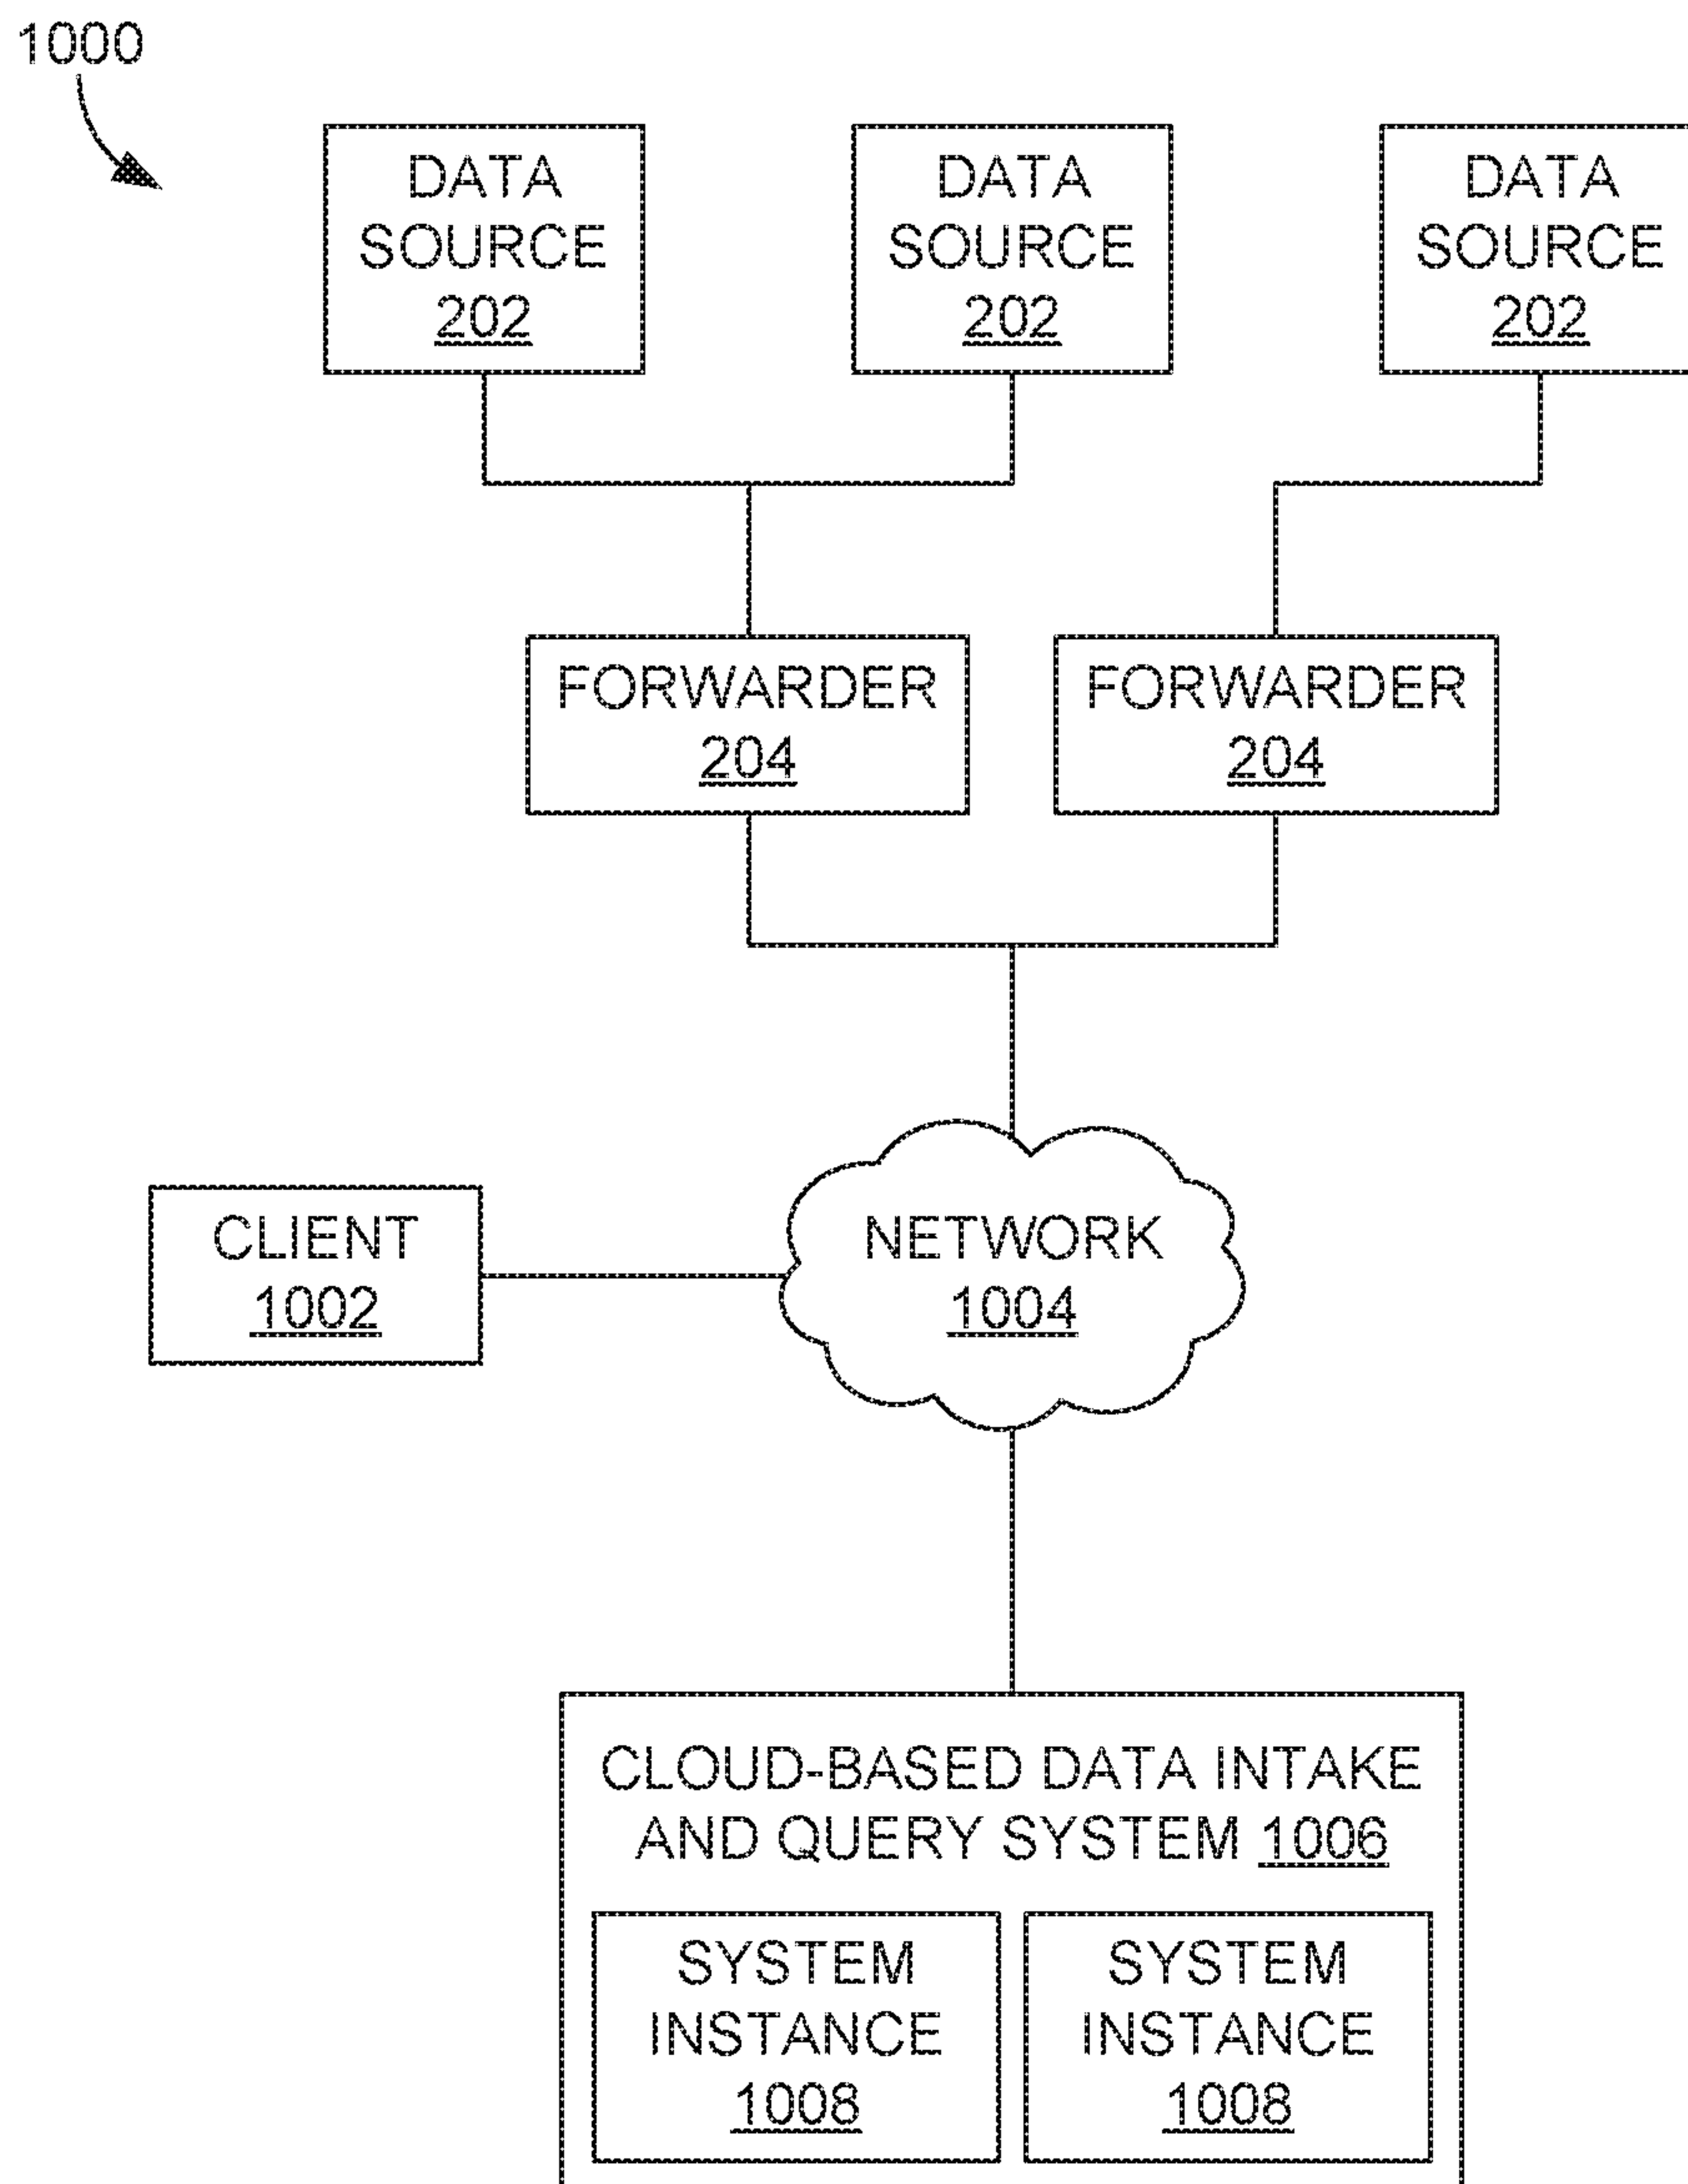 1000
DATA
SOURCE
202
DATA
SOURCE
202
DATA
SOURCE
202
FORWARDER
204
FORWARDER
204
CLIENT
1002
NETWORK
1004
CLOUD-BASED DATA INTAKE
AND QUERY SYSTEM 1006
SYSTEM
INSTANCE
1008
SYSTEM
INSTANCE
1008